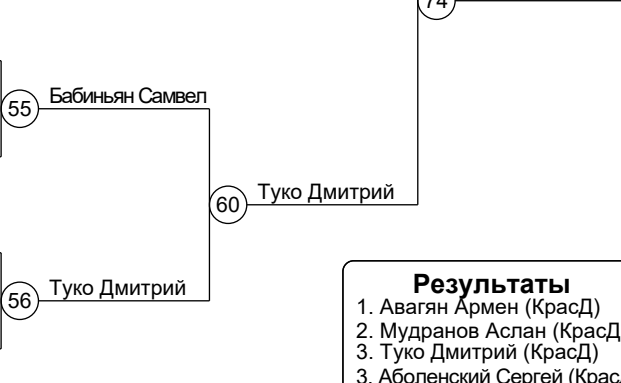 74
Бабиньян Самвел
55
Туко Дмитрий
60
Туко Дмитрий
56
Результаты
1. Авагян Армен (КрасД)
2. Мудранов Аслан (КрасД
3. Туко Дмитрий (КрасД)
3. Аболенский Сергей (Крас